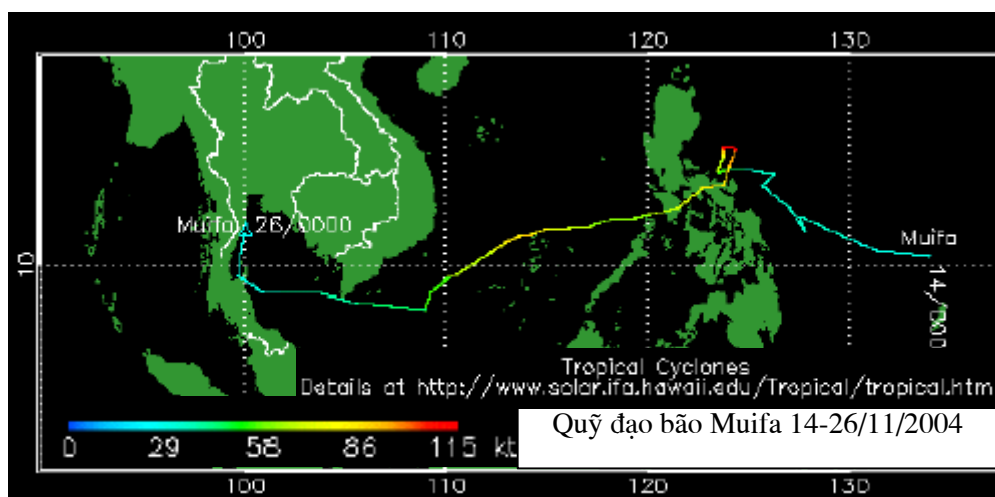 100 110 120 130
Muifa 26/0000
Muifa
10
14/000
Tropical Cyclones
Details at http://www.solar.ifa.hawaii.edu/Tropical/tropical.htm
0 29 58 86 115 kt
Quỹ đạo bão Muifa 14-26/11/2004
100 110 120 130